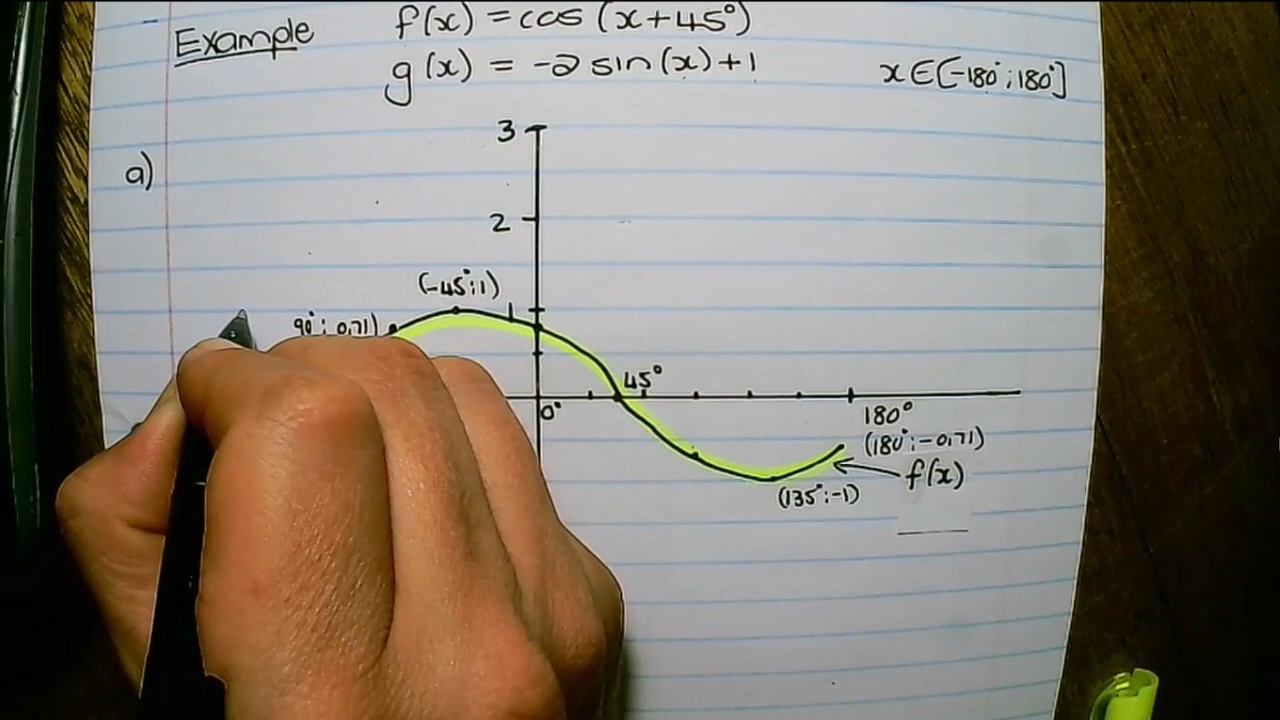 Example f(x) = cos (x+45°)
g(x) = -2 sin(x) + 1 x∈[-180°;180°]
3
a)
2
(-45°;1)
1
90°; 0,71)
45°
0°
180°
(180°;-0,71)
f(x)
(135°;-1)